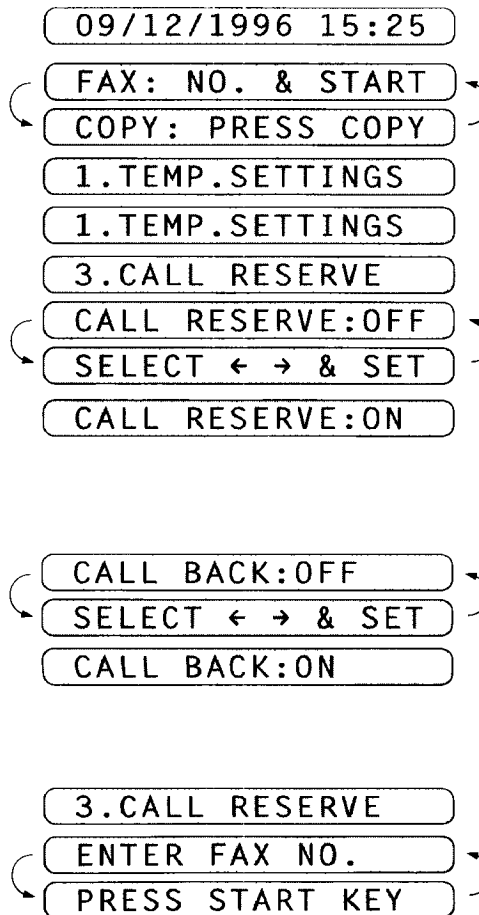 09/12/1996 15:25
FAX: NO. & START
COPY: PRESS COPY
1.TEMP.SETTINGS
1.TEMP.SETTINGS
3.CALL RESERVE
CALL RESERVE:OFF
SELECT ← → & SET
CALL RESERVE:ON
CALL BACK:OFF
SELECT ← → & SET
CALL BACK:ON
3.CALL RESERVE
ENTER FAX NO.
PRESS START KEY